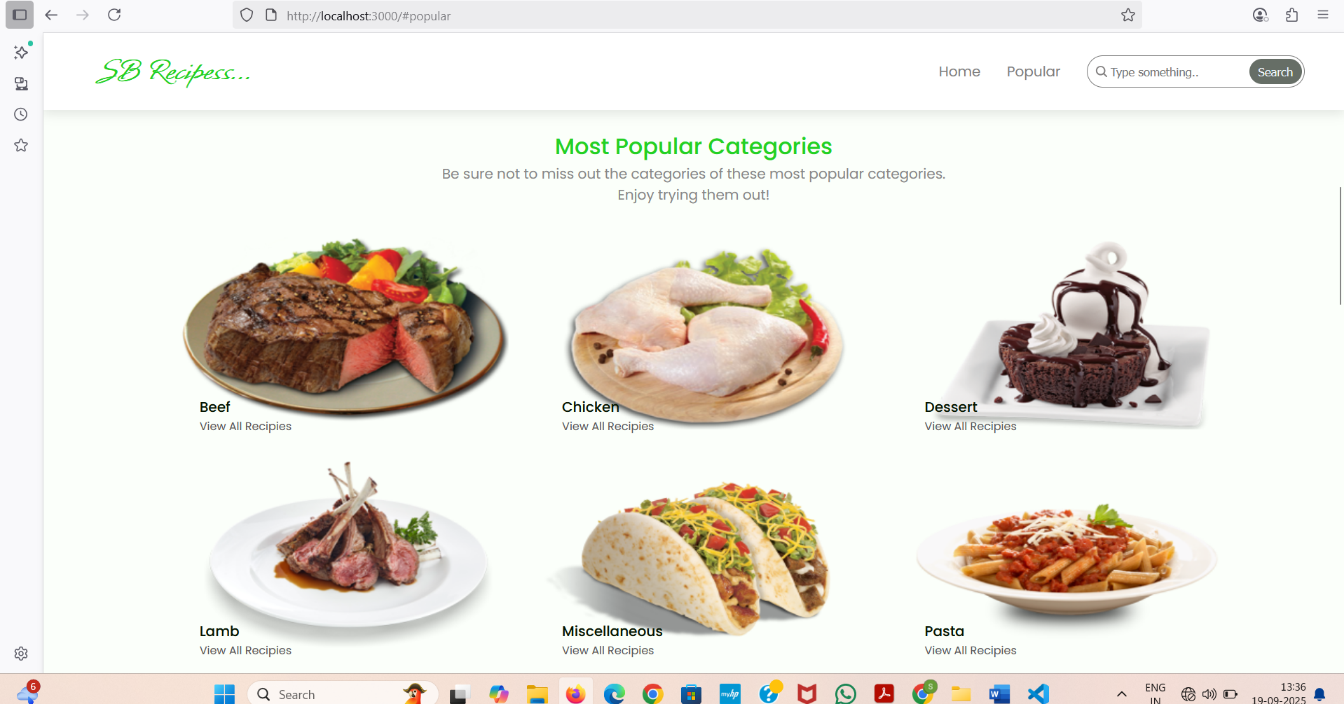 http://localhost:3000/#popular
SB Recipess...
Home
Popular
Type something..
Search
Most Popular Categories
Be sure not to miss out the categories of these most popular categories.
Enjoy trying them out!
Beef
View All Recipies
Chicken
View All Recipies
Dessert
View All Recipies
Lamb
View All Recipies
Miscellaneous
View All Recipies
Pasta
View All Recipies
6
Search
myhp
S
W
ENG
IN
13:36
19-09-2025